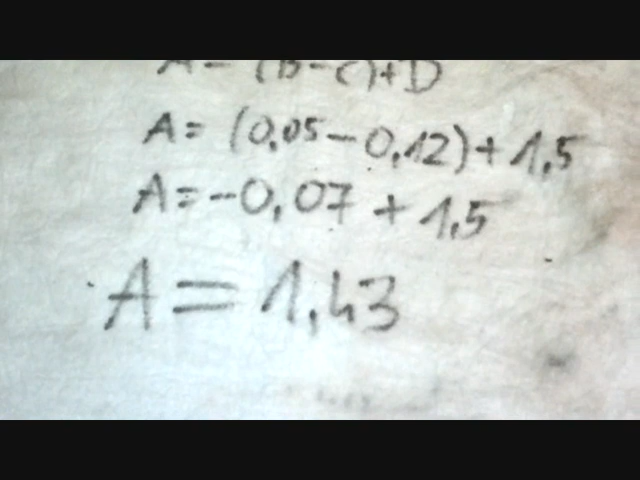 A = (B-C)+D
A = (0,05-0,12)+1,5
A = -0,07 + 1,5
A = 1,43